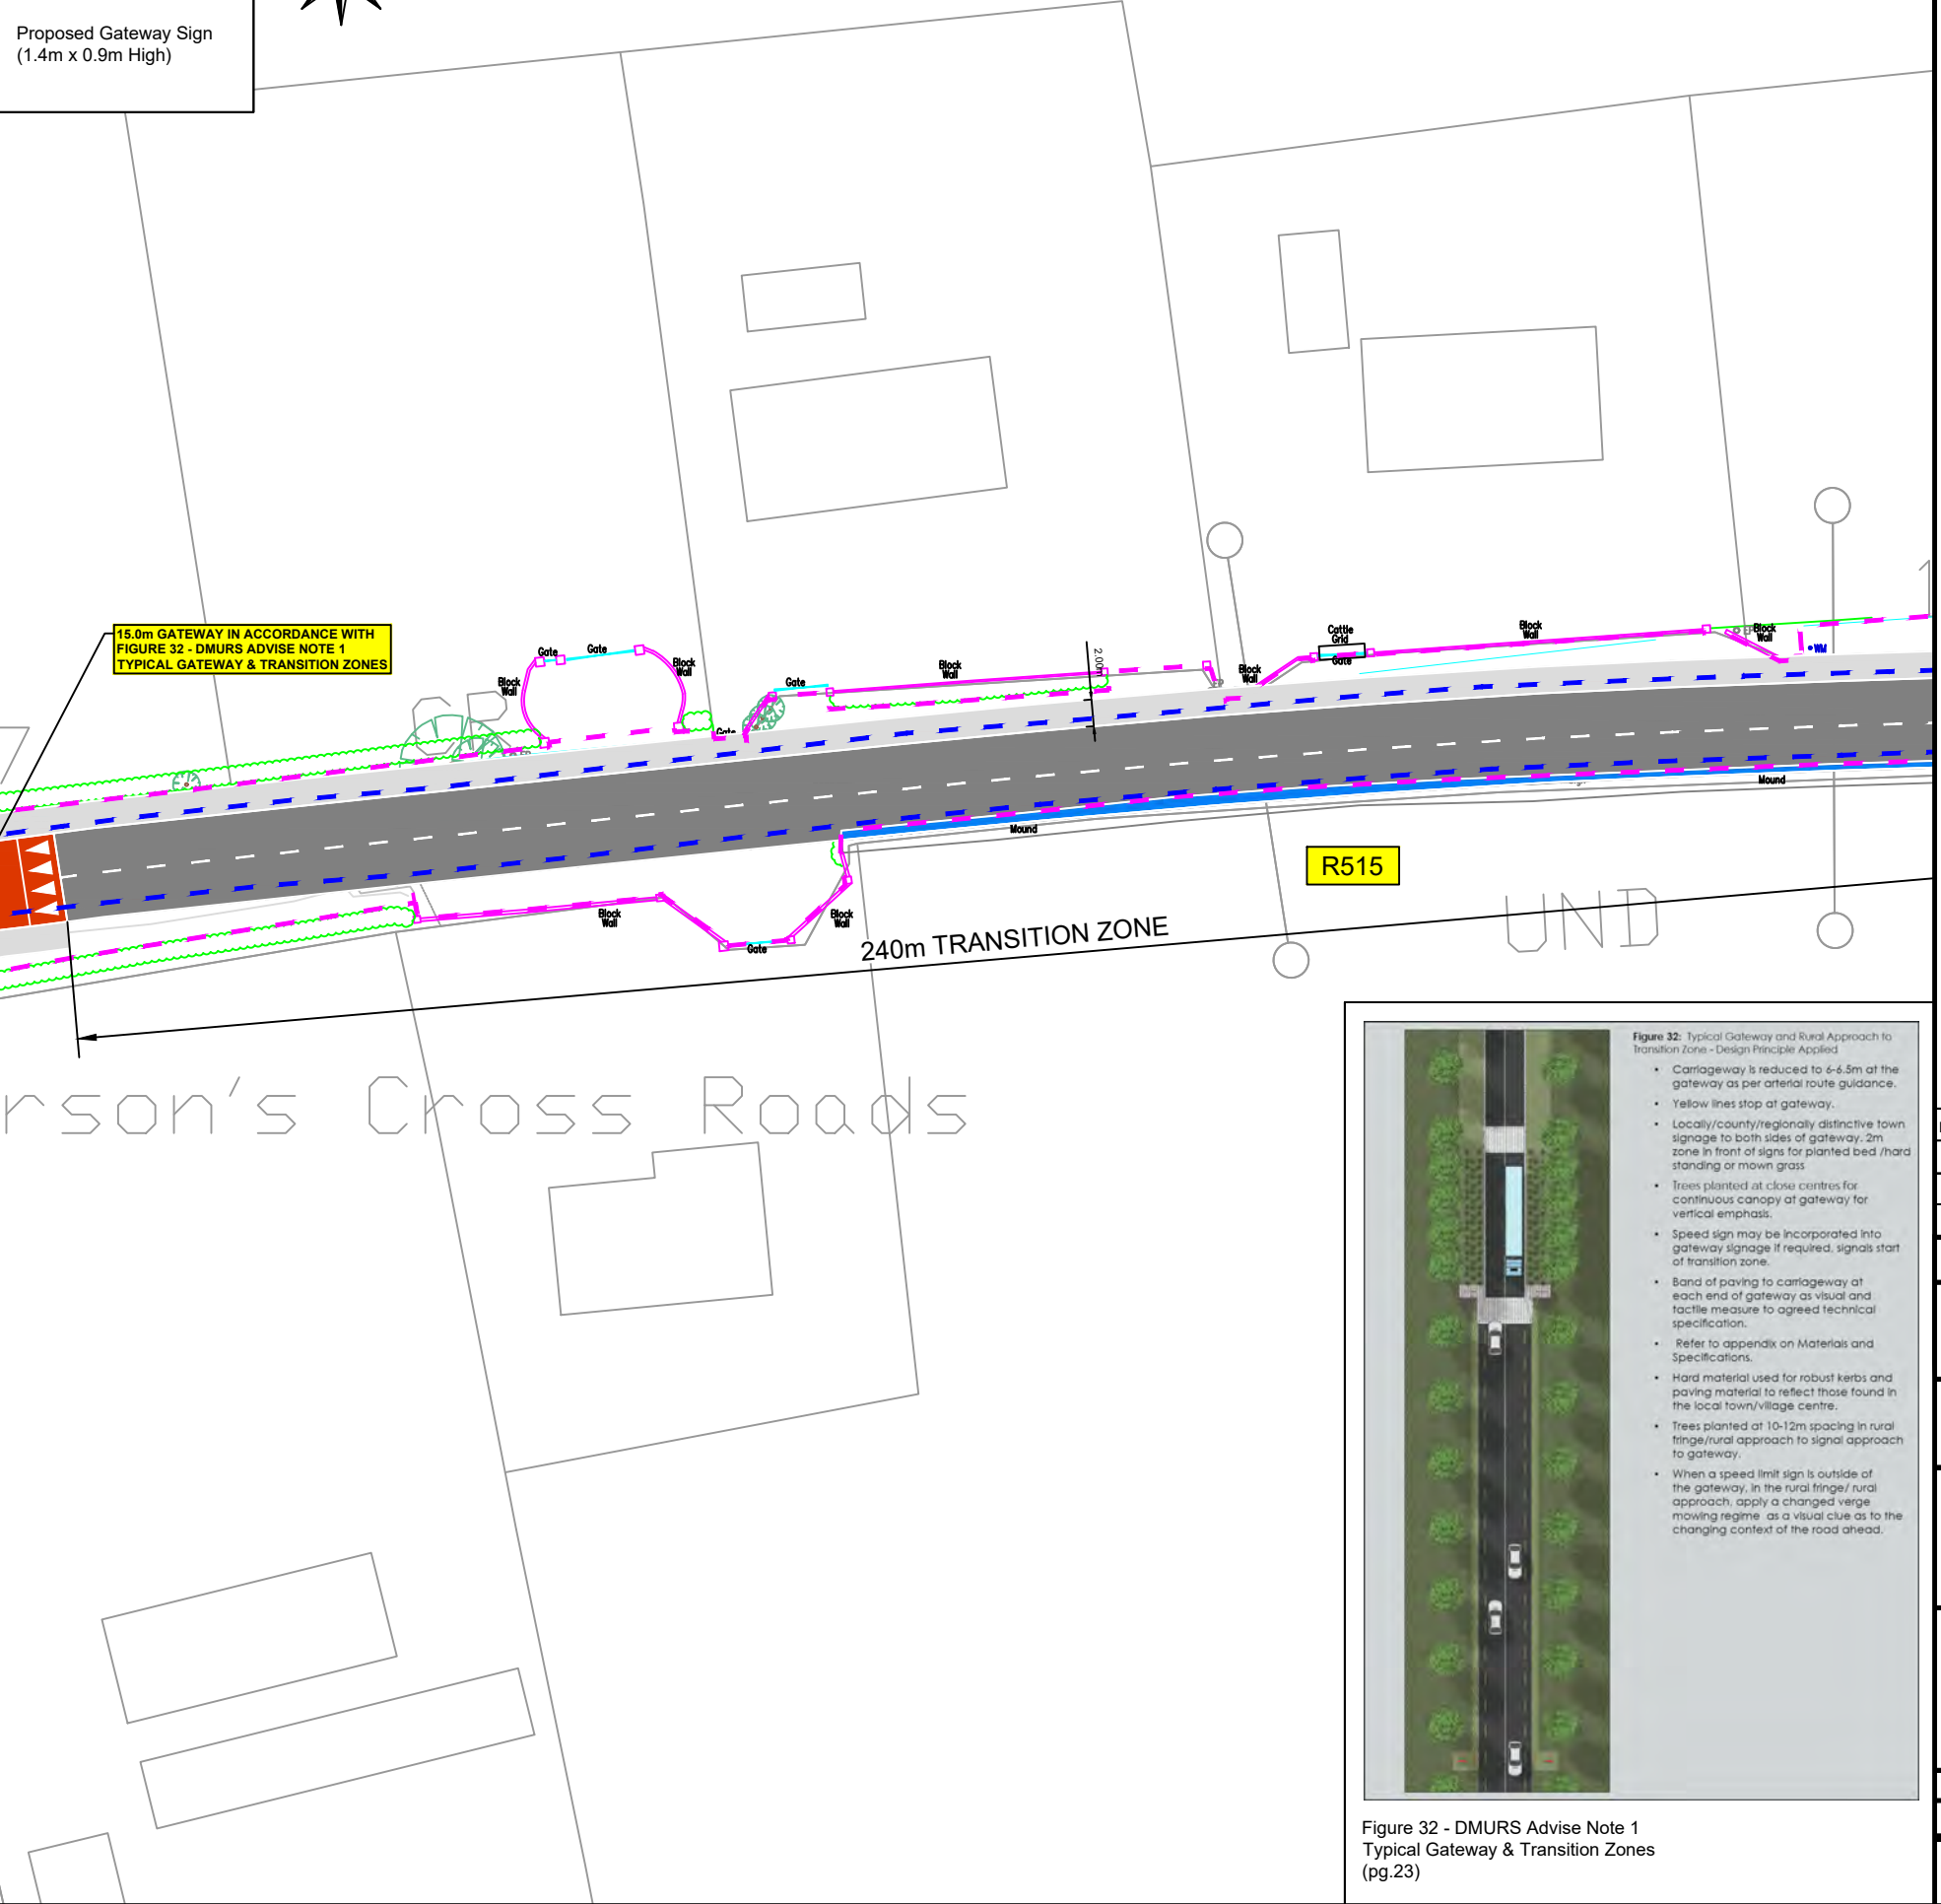 Proposed Gateway Sign
(1.4m x 0.9m High)
15.0m GATEWAY IN ACCORDANCE WITH
FIGURE 32 - DMURS ADVISE NOTE 1
TYPICAL GATEWAY & TRANSITION ZONES
Gate
Gate
Block
Wall
Block
Wall
Gate
Gate
Block
Wall
2.00m
Block
Wall
Cattle
Grid
Gate
Block
Wall
Block
Wall
WM
GP
Mound
Mound
Block
Wall
Gate
Block
Wall
R515
UND
240m TRANSITION ZONE
rson's Cross Roads
Figure 32: Typical Gateway and Rural Approach to
Transition Zone - Design Principle Applied
• Carriageway is reduced to 6-6.5m at the
gateway as per arterial route guidance.
• Yellow lines stop at gateway.
• Locally/county/regionally distinctive town
signage to both sides of gateway. 2m
zone in front of signs for planted bed /hard
standing or mown grass
• Trees planted at close centres for
continuous canopy at gateway for
vertical emphasis.
• Speed sign may be incorporated into
gateway signage if required, signals start
of transition zone.
• Band of paving to carriageway at
each end of gateway as visual and
tactile measure to agreed technical
specification.
• Refer to appendix on Materials and
Specifications.
• Hard material used for robust kerbs and
paving material to reflect those found in
the local town/village centre.
• Trees planted at 10-12m spacing in rural
fringe/rural approach to signal approach
to gateway.
• When a speed limit sign is outside of
the gateway, in the rural fringe/ rural
approach, apply a changed verge
mowing regime as a visual clue as to the
changing context of the road ahead.
Figure 32 - DMURS Advise Note 1
Typical Gateway & Transition Zones
(pg.23)